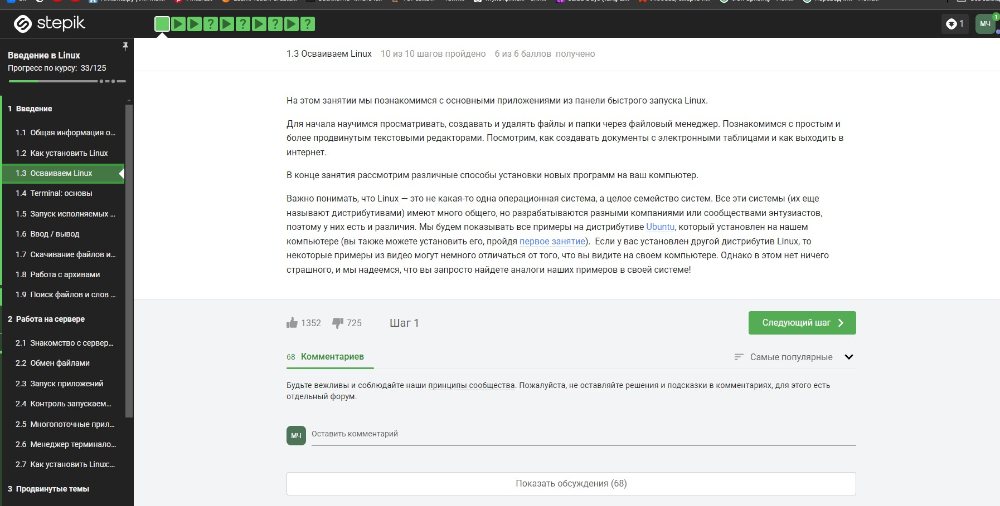 stepik
1
МЧ
1
Введение в Linux
Прогресс по курсу: 33/125
1 Введение
1.1 Общая информация о...
1.2 Как установить Linux
1.3 Осваиваем Linux
1.4 Terminal: основы
1.5 Запуск исполняемых ...
1.6 Ввод / вывод
1.7 Скачивание файлов и...
1.8 Работа с архивами
1.9 Поиск файлов и слов ...
2 Работа на сервере
2.1 Знакомство с сервер...
2.2 Обмен файлами
2.3 Запуск приложений
2.4 Контроль запускаем...
2.5 Многопоточные прил...
2.6 Менеджер терминало...
2.7 Как установить Linux:...
3 Продвинутые темы
1.3 Осваиваем Linux 10 из 10 шагов пройдено 6 из 6 баллов получено
На этом занятии мы познакомимся с основными приложениями из панели быстрого запуска Linux.
Для начала научимся просматривать, создавать и удалять файлы и папки через файловый менеджер. Познакомимся с простым и
более продвинутым текстовыми редакторами. Посмотрим, как создавать документы с электронными таблицами и как выходить в
интернет.
В конце занятия рассмотрим различные способы установки новых программ на ваш компьютер.
Важно понимать, что Linux — это не какая-то одна операционная система, а целое семейство систем. Все эти системы (их еще
называют дистрибутивами) имеют много общего, но разрабатываются разными компаниями или сообществами энтузиастов,
поэтому у них есть и различия. Мы будем показывать все примеры на дистрибутиве Ubuntu, который установлен на нашем
компьютере (вы также можете установить его, пройдя первое занятие). Если у вас установлен другой дистрибутив Linux, то
некоторые примеры из видео могут немного отличаться от того, что вы видите на своем компьютере. Однако в этом нет ничего
страшного, и мы надеемся, что вы запросто найдете аналоги наших примеров в своей системе!
1352 725 Шаг 1 Следующий шаг
68 Комментариев Самые популярные
Будьте вежливы и соблюдайте наши принципы сообщества. Пожалуйста, не оставляйте решения и подсказки в комментариях, для этого есть
отдельный форум.
МЧ Оставить комментарий
Показать обсуждения (68)